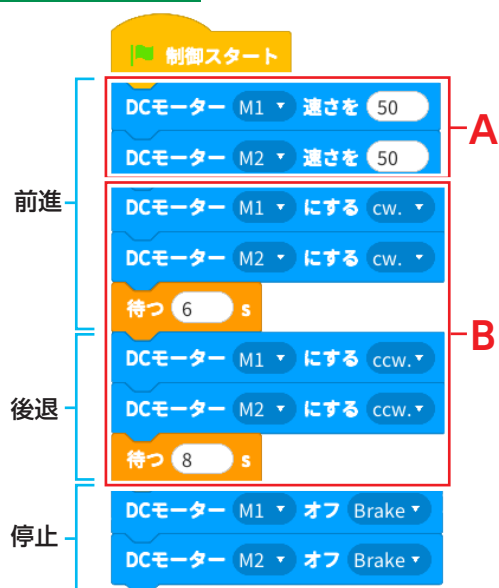 制御スタート
DCモーター M1 速さを 50
DCモーター M2 速さを 50
A
前進
DCモーター M1 にする cw.
DCモーター M2 にする cw.
待つ 6 s
B
DCモーター M1 にする ccw.
後退
DCモーター M2 にする ccw.
待つ 8 s
DCモーター M1 オフ Brake
停止
DCモーター M2 オフ Brake